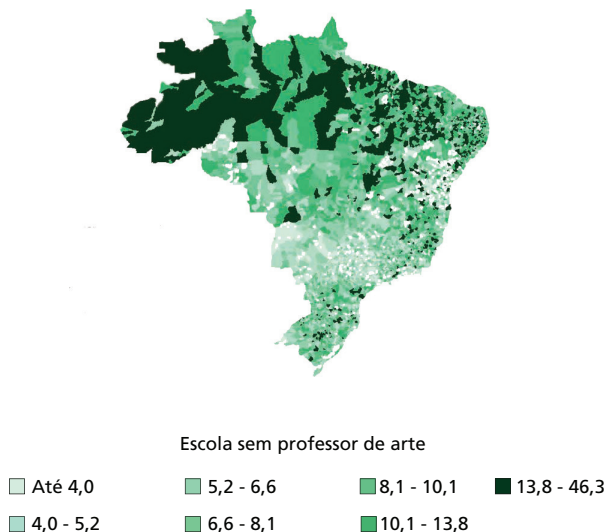 Escola sem professor de arte
Até 4,0
5,2 - 6,6
8,1 - 10,1
13,8 - 46,3
4,0 - 5,2
6,6 - 8,1
10,1 - 13,8